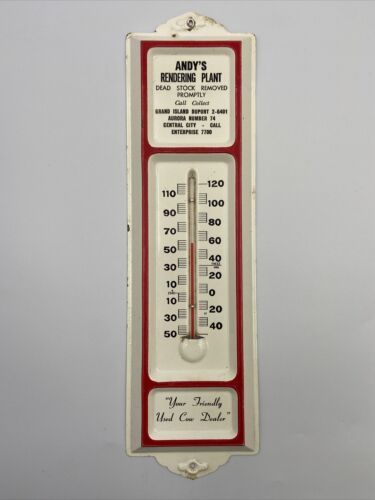 ANDY'S
RENDERING PLANT
DEAD STOCK REMOVED
PROMPTLY
Call Collect
GRAND ISLAND DUPONT 2-6401
AURORA NUMBER 74
CENTRAL CITY - CALL
ENTERPRISE 7700
120
110
100
90
80
70
60
50
40
30
20
10
0
10
20
30
40
50
"Your Friendly
Used Cow Dealer"